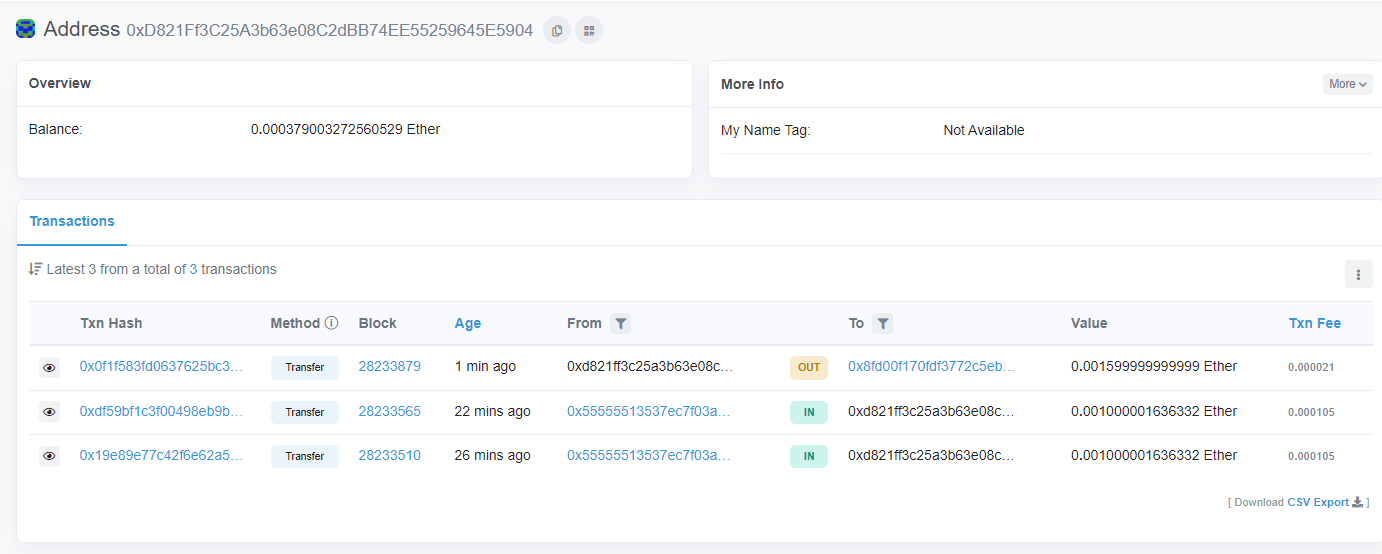 Address 0xD821Ff3C25A3b63e08C2dBB74EE55259645E5904
Overview
Balance: 0.000379003272560529 Ether
More Info More
My Name Tag: Not Available
Transactions
Latest 3 from a total of 3 transactions
Txn Hash Method Block Age From To Value Txn Fee
0x0f1f583fd0637625bc3... Transfer 28233879 1 min ago 0xd821ff3c25a3b63e08c... OUT 0x8fd00f170fdf3772c5eb... 0.001599999999999 Ether 0.000021
0xdf59bf1c3f00498eb9b... Transfer 28233565 22 mins ago 0x55555513537ec7f03a... IN 0xd821ff3c25a3b63e08c... 0.001000001636332 Ether 0.000105
0x19e89e77c42f6e62a5... Transfer 28233510 26 mins ago 0x55555513537ec7f03a... IN 0xd821ff3c25a3b63e08c... 0.001000001636332 Ether 0.000105
[ Download CSV Export ]